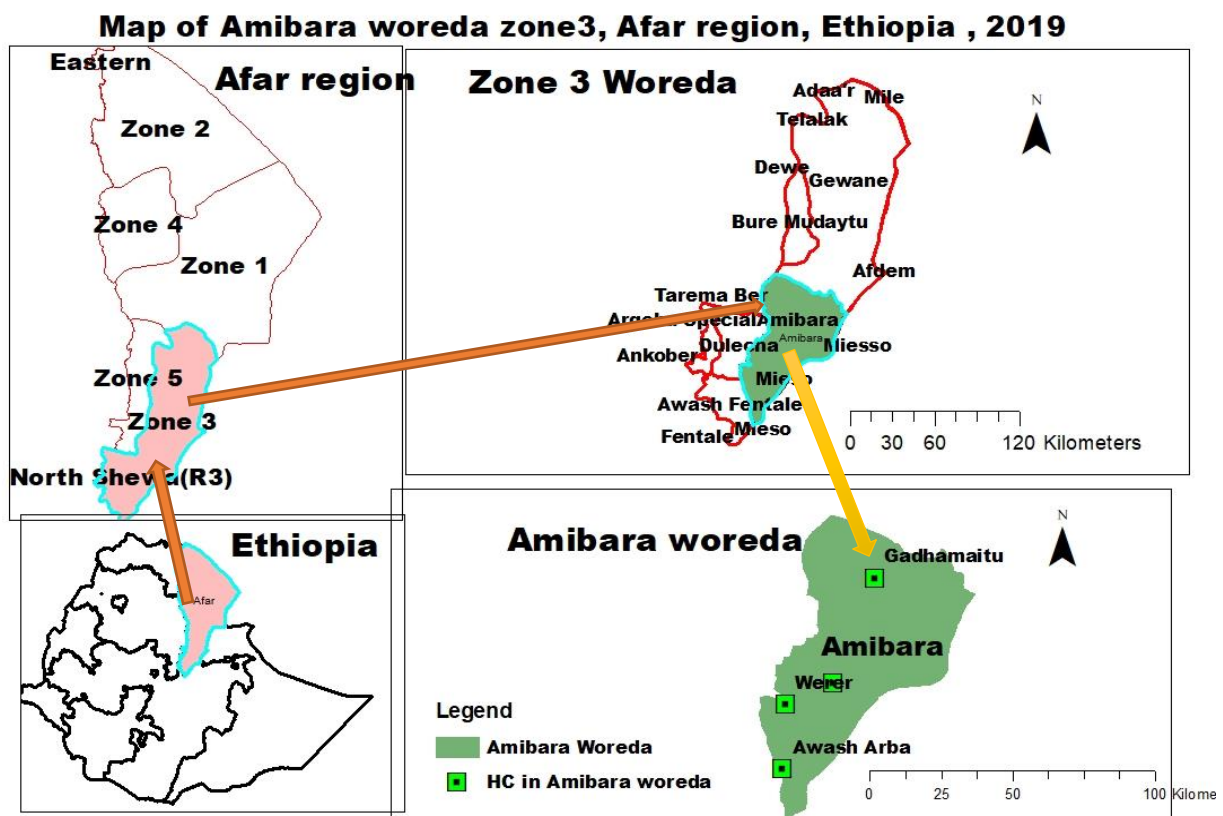 Map of Amibara woreda zone3, Afar region, Ethiopia , 2019
Eastern
Afar region
Zone 2
Zone 4
Zone 1
Zone 5
Zone 3
North Shewa(R3)
Zone 3 Woreda
N
Adaa'r
Mile
Telalak
Dewe
Gewane
Bure Mudaytu
Afdem
Tarema Ber
Special Amibara
Dulecha
Amibara
Miesso
Ankober
Mieso
Awash Fentale
Fentale
Mieso
0 30 60 120 Kilometers
Ethiopia
Afar
Amibara woreda
N
Gadhamaitu
Amibara
Werer
Awash Arba
Legend
Amibara Woreda
HC in Amibara woreda
0 25 50 100 Kilome